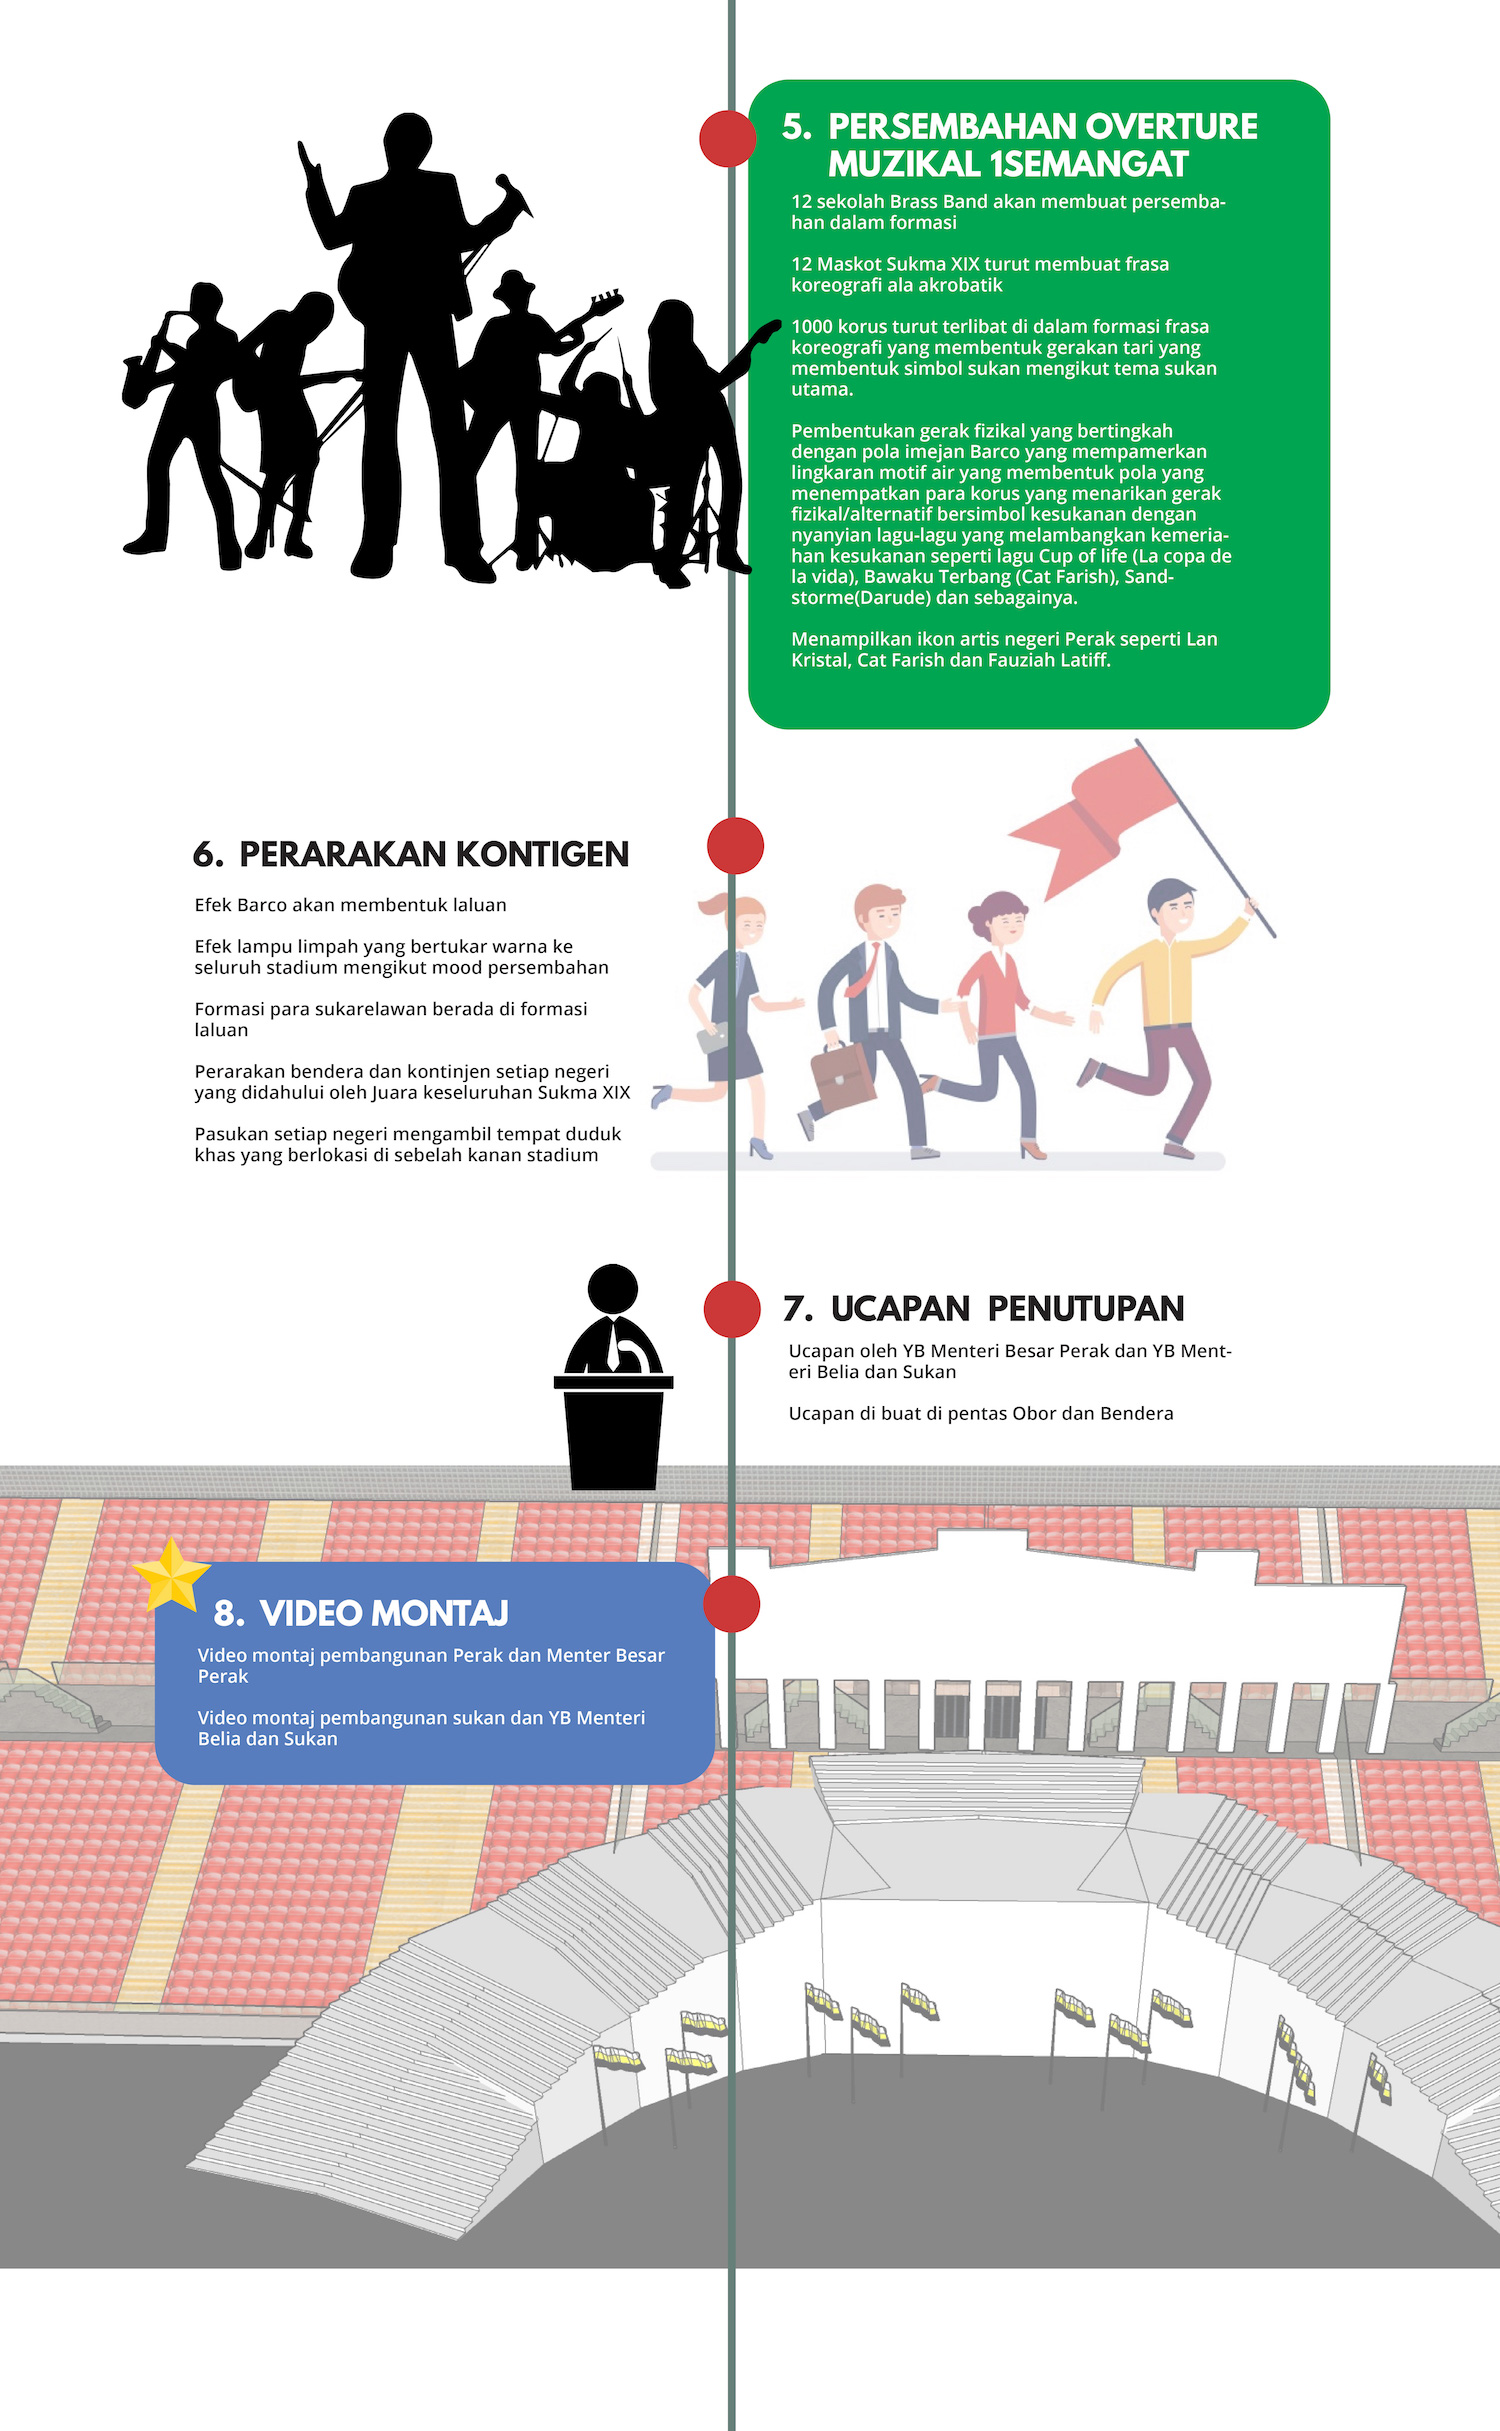 5. PERSEMBAHAN OVERTURE
MUZIKAL 1SEMANGAT
12 sekolah Brass Band akan membuat persemba-
han dalam formasi
12 Maskot Sukma XIX turut membuat frasa
koreografi ala akrobatik
1000 korus turut terlibat di dalam formasi frasa
koreografi yang membentuk gerakan tari yang
membentuk simbol sukan mengikut tema sukan
utama.
Pembentukan gerak fizikal yang bertingkah
dengan pola imejan Barco yang mempamerkan
lingkaran motif air yang membentuk pola yang
menempatkan para korus yang menarikan gerak
fizikal/alternatif bersimbol kesukanan dengan
nyanyian lagu-lagu yang melambangkan kemeria-
han kesukanan seperti lagu Cup of life (La copa de
la vida), Bawaku Terbang (Cat Farish), Sand-
storme(Darude) dan sebagainya.
Menampilkan ikon artis negeri Perak seperti Lan
Kristal, Cat Farish dan Fauziah Latiff.
6. PERARAKAN KONTIGEN
Efek Barco akan membentuk laluan
Efek lampu limpah yang bertukar warna ke
seluruh stadium mengikut mood persembahan
Formasi para sukarelawan berada di formasi
laluan
Perarakan bendera dan kontinjen setiap negeri
yang didahului oleh Juara keseluruhan Sukma XIX
Pasukan setiap negeri mengambil tempat duduk
khas yang berlokasi di sebelah kanan stadium
7. UCAPAN PENUTUPAN
Ucapan oleh YB Menteri Besar Perak dan YB Ment-
eri Belia dan Sukan
Ucapan di buat di pentas Obor dan Bendera
8. VIDEO MONTAJ
Video montaj pembangunan Perak dan Menter Besar
Perak
Video montaj pembangunan sukan dan YB Menteri
Belia dan Sukan